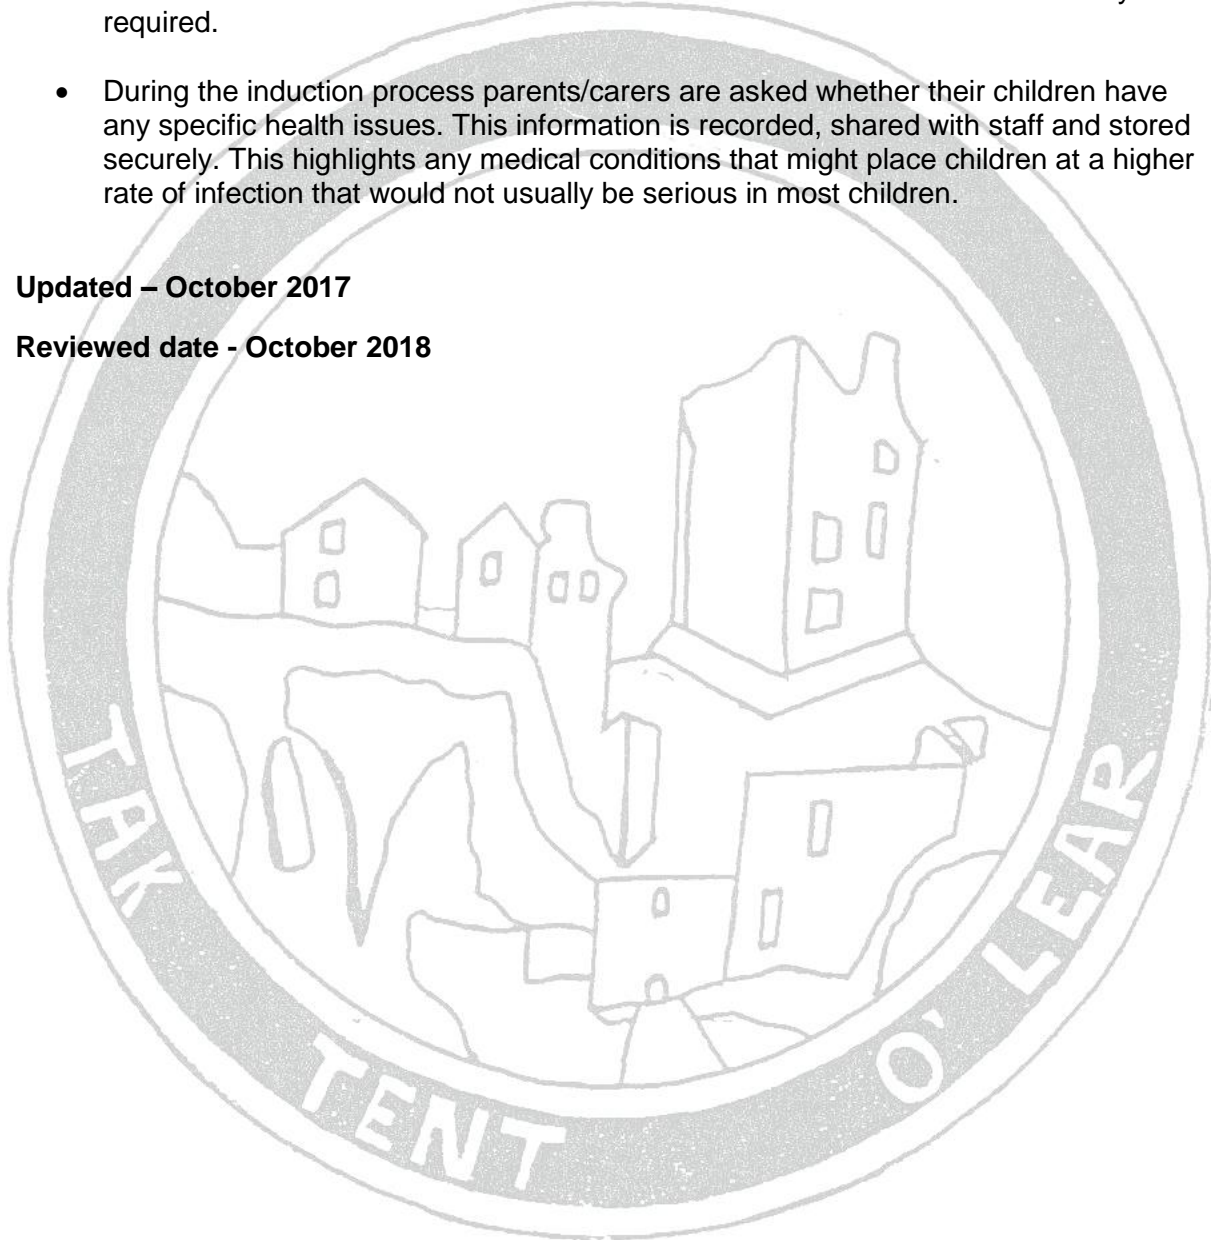 required.
• During the induction process parents/carers are asked whether their children have
any specific health issues. This information is recorded, shared with staff and stored
securely. This highlights any medical conditions that might place children at a higher
rate of infection that would not usually be serious in most children.
Updated – October 2017
Reviewed date - October 2018
TAK TENT O' LEAR